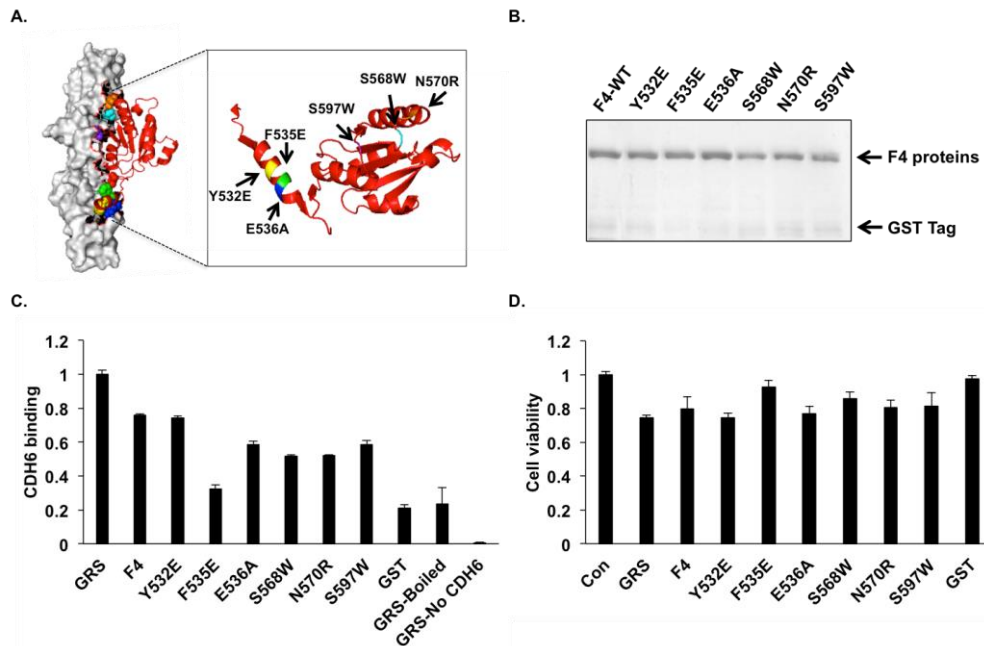 A.
S568W
N570R
S597W
F535E
Y532E
E536A
B.
F4-WT
Y532E
F535E
E536A
S568W
N570R
S597W
F4 proteins
GST Tag
C.
CDH6 binding
1.2
1
0.8
0.6
0.4
0.2
0
GRS
F4
Y532E
F535E
E536A
S568W
N570R
S597W
GST
GRS-Boiled
GRS-No CDH6
D.
Cell viability
1.2
1
0.8
0.6
0.4
0.2
0
Con
GRS
F4
Y532E
F535E
E536A
S568W
N570R
S597W
GST